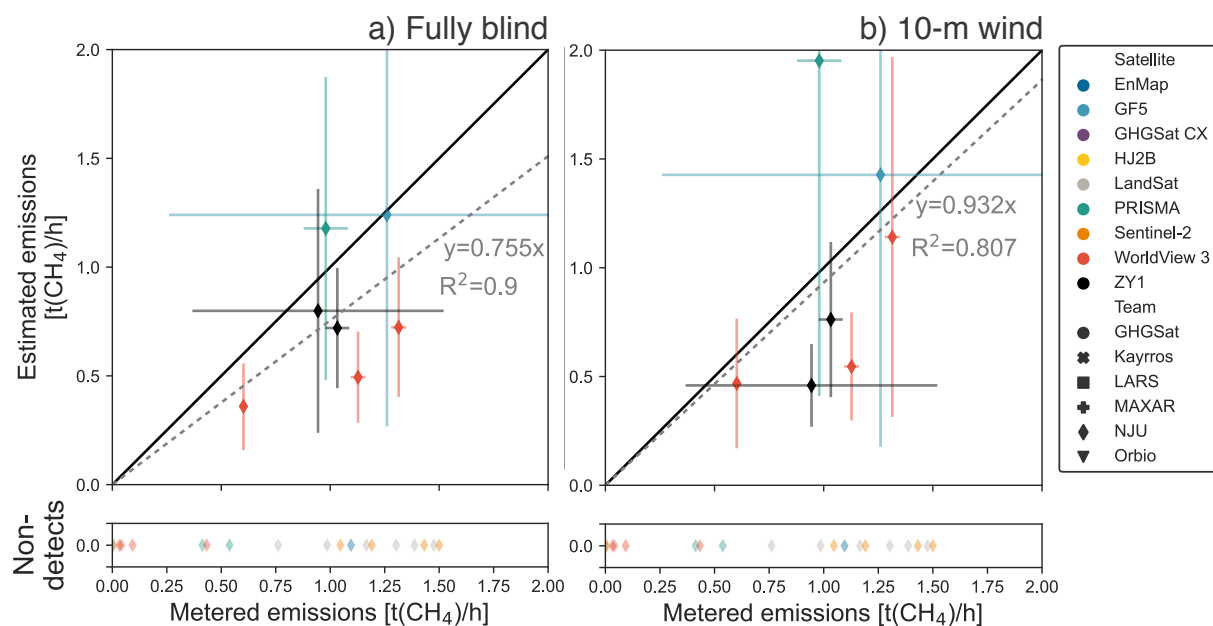 a) Fully blind
b) 10-m wind
Estimated emissions
[t(CH₄)/h]
2.0
1.5
1.0
0.5
0.0
y=0.755x
R²=0.9
2.0
1.5
1.0
0.5
0.0
y=0.932x
R²=0.807
Satellite
EnMap
GF5
GHGSat CX
HJ2B
LandSat
PRISMA
Sentinel-2
WorldView 3
ZY1
Team
GHGSat
Kayrros
LARS
MAXAR
NJU
Orbio
Non-
detects
0.0
0.00 0.25 0.50 0.75 1.00 1.25 1.50 1.75 2.00
Metered emissions [t(CH₄)/h]
0.0
0.00 0.25 0.50 0.75 1.00 1.25 1.50 1.75 2.00
Metered emissions [t(CH₄)/h]